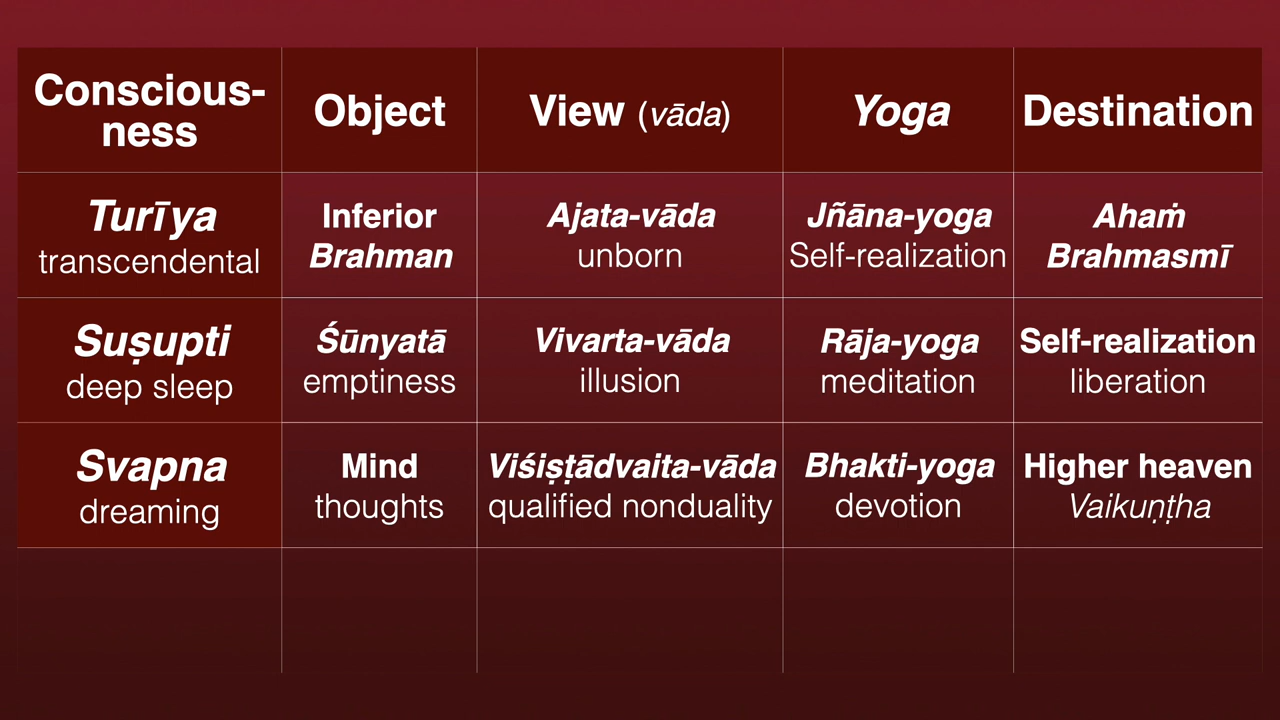 Conscious-
ness
Object
View (vāda)
Yoga
Destination
Turīya
transcendental
Inferior
Brahman
Ajata-vāda
unborn
Jñāna-yoga
Self-realization
Ahaṁ
Brahmasmī
Suṣupti
deep sleep
Śūnyatā
emptiness
Vivarta-vāda
illusion
Rāja-yoga
meditation
Self-realization
liberation
Svapna
dreaming
Mind
thoughts
Viśiṣṭādvaita-vāda
qualified nonduality
Bhakti-yoga
devotion
Higher heaven
Vaikuṇṭha